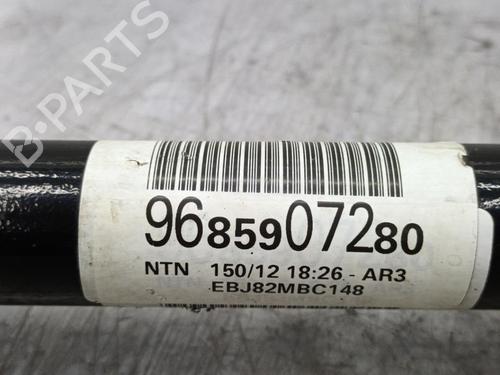 B-PARTS
9685907280
NTN 150/12 18:26 - AR3
EBJ82MBC148